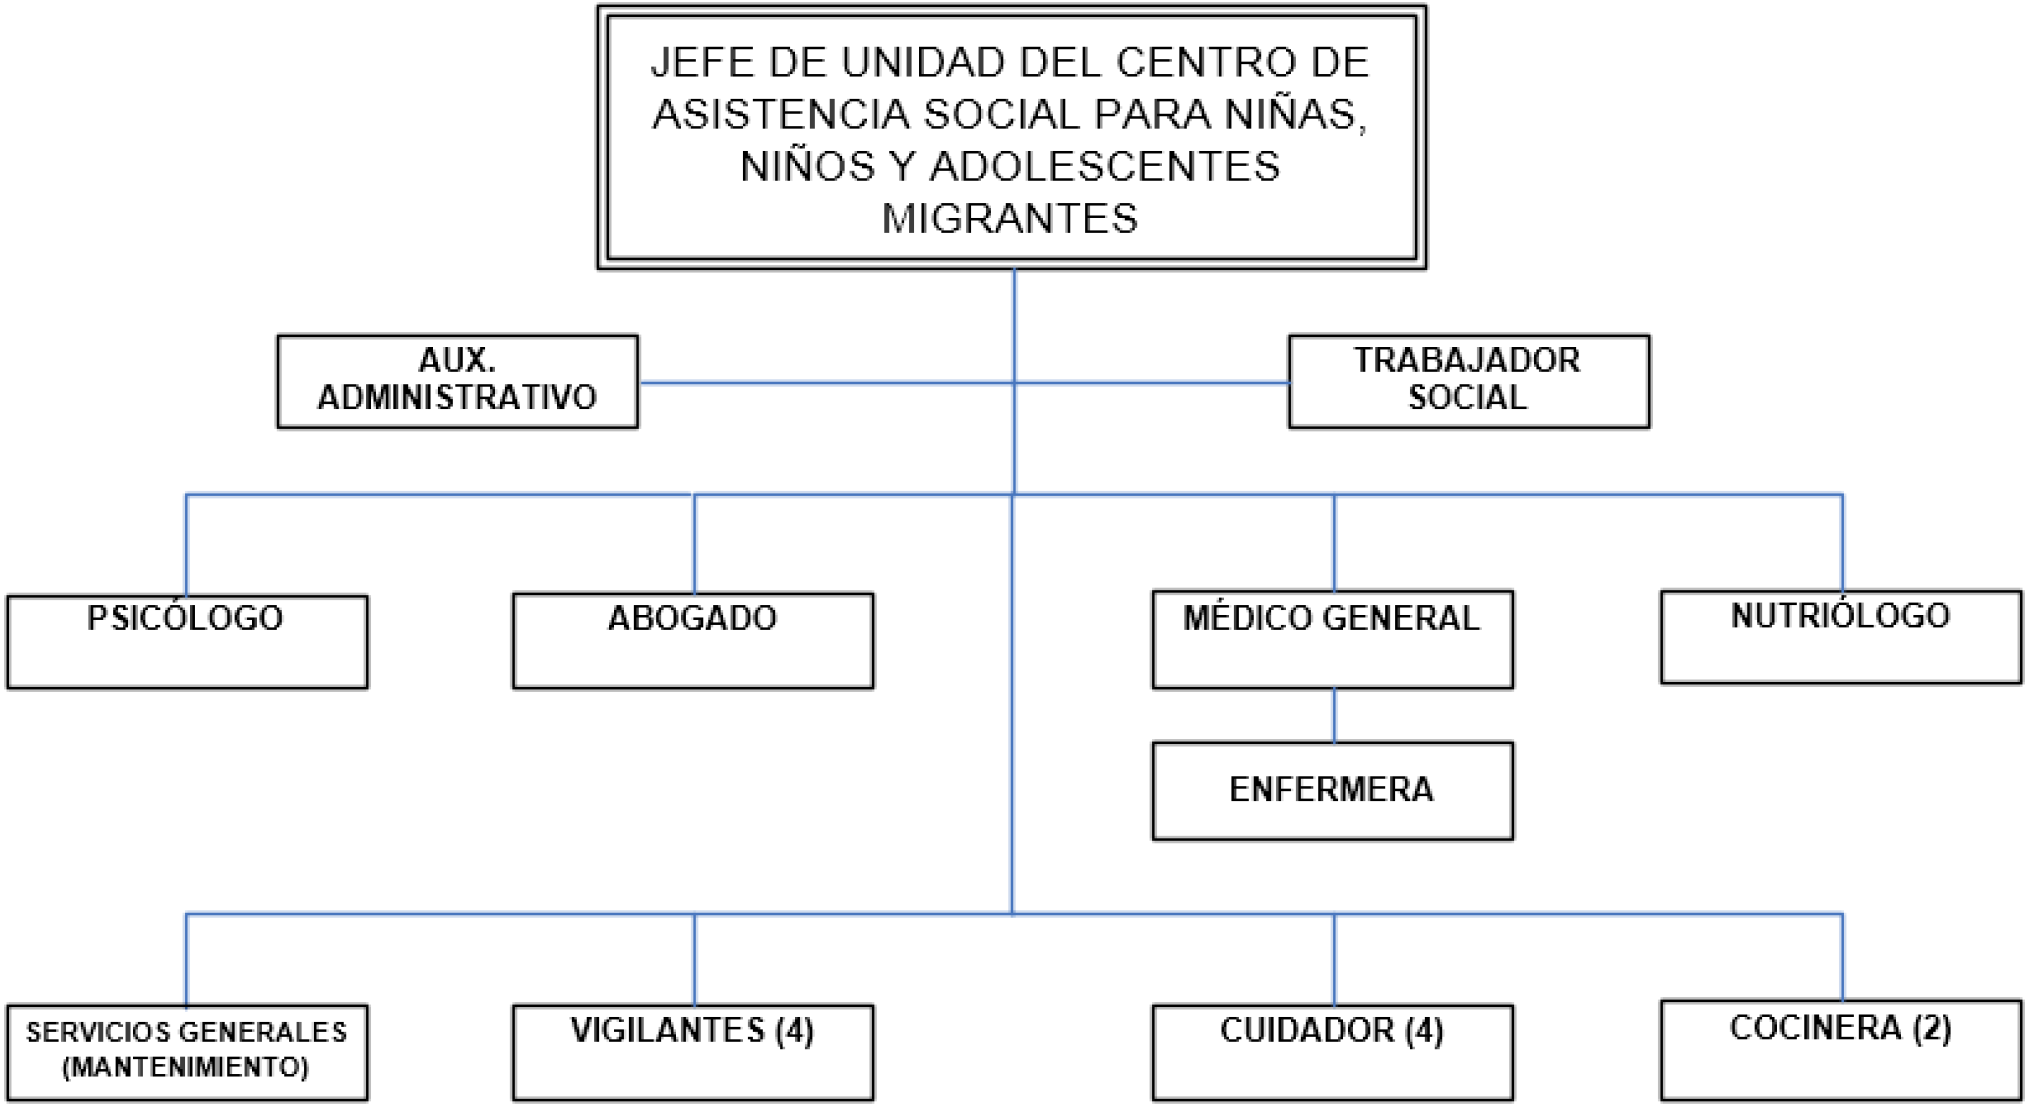 JEFE DE UNIDAD DEL CENTRO DE
ASISTENCIA SOCIAL PARA NIÑAS,
NIÑOS Y ADOLESCENTES
MIGRANTES
AUX.
ADMINISTRATIVO
TRABAJADOR
SOCIAL
PSICÓLOGO
ABOGADO
MÉDICO GENERAL
NUTRIÓLOGO
ENFERMERA
SERVICIOS GENERALES
(MANTENIMIENTO)
VIGILANTES (4)
CUIDADOR (4)
COCINERA (2)